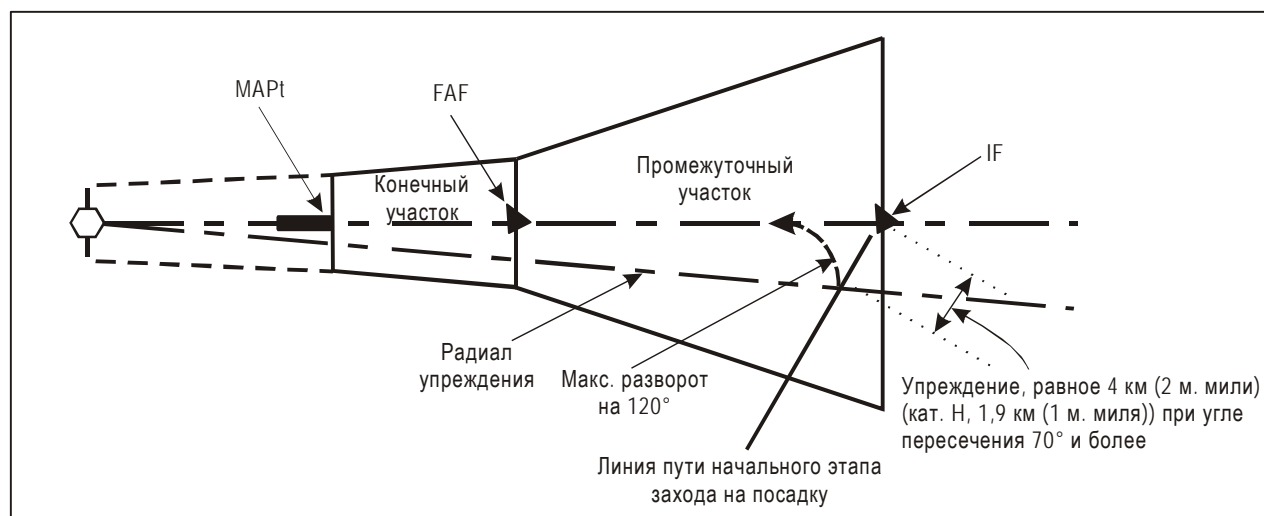 MAPt
FAF
IF
Конечный
участок
Промежуточный
участок
Радиал
упреждения
Макс. разворот
на 120°
Упреждение, равное 4 км (2 м. мили)
(кат. H, 1,9 км (1 м. миля)) при угле
пересечения 70° и более
Линия пути начального этапа
захода на посадку